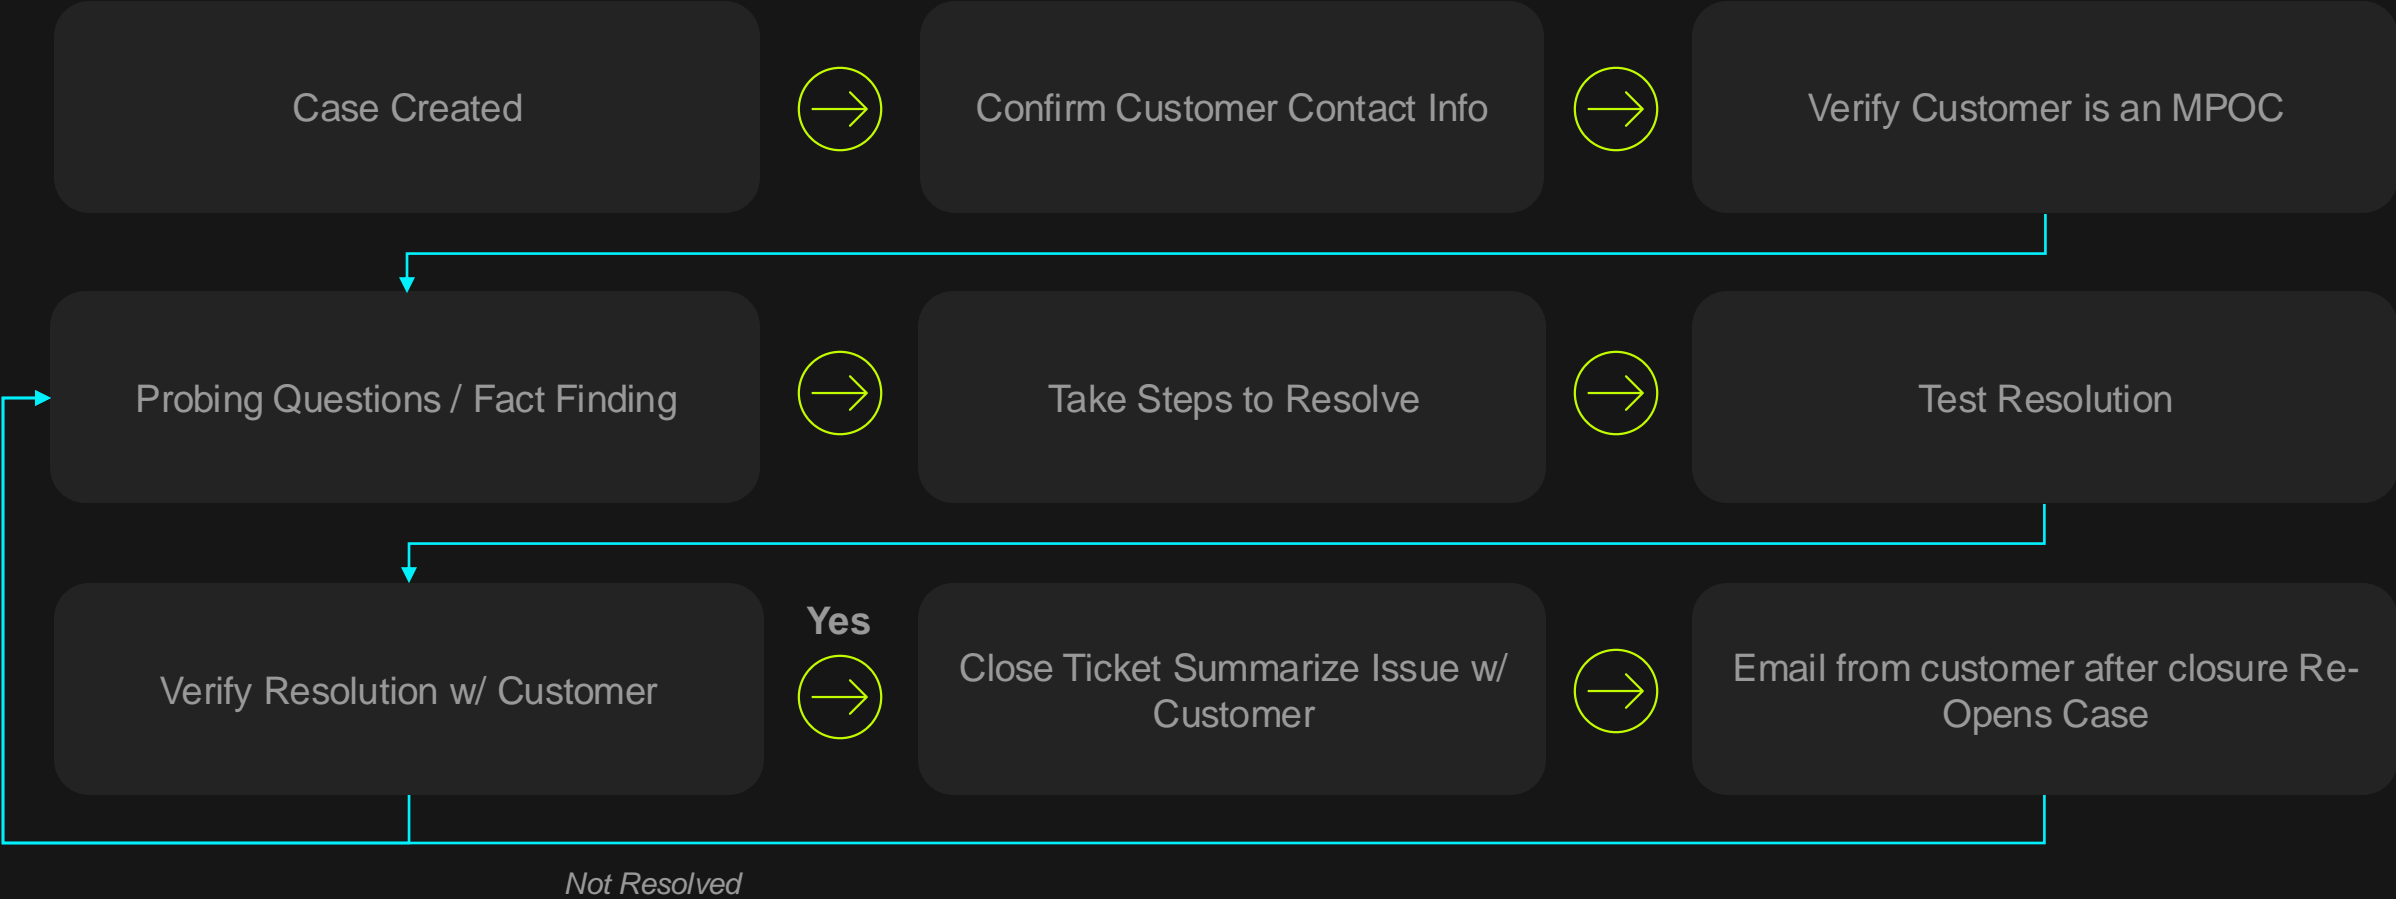 Case Created
Confirm Customer Contact Info
Verify Customer is an MPOC
Probing Questions / Fact Finding
Take Steps to Resolve
Test Resolution
Verify Resolution w/ Customer
Yes
Close Ticket Summarize Issue w/
Customer
Email from customer after closure Re-
Opens Case
Not Resolved